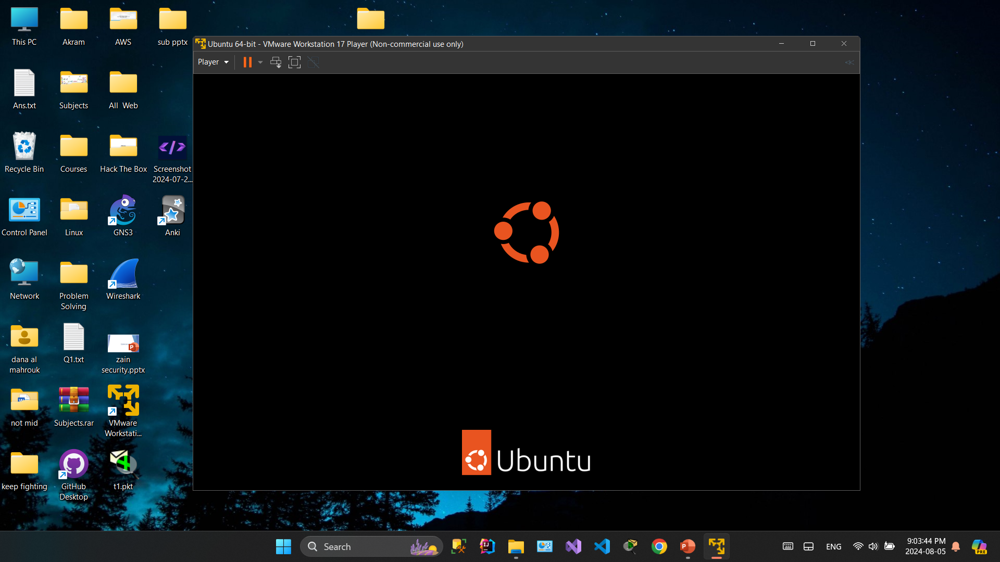 This PC
Akram
AWS
sub pptx
Ubuntu 64-bit - VMware Workstation 17 Player (Non-commercial use only)
Player
Ans.txt
Subjects
All Web
Recycle Bin
Courses
Hack The Box
Screenshot
2024-07-2...
Control Panel
Linux
GNS3
Anki
Network
Problem
Solving
Wireshark
dana al
mahrouk
Q1.txt
zain
security.pptx
not mid
Subjects.rar
VMware
Workstati...
keep fighting
GitHub
Desktop
t1.pkt
Ubuntu
Search
ENG
9:03:44 PM
2024-08-05
PRE